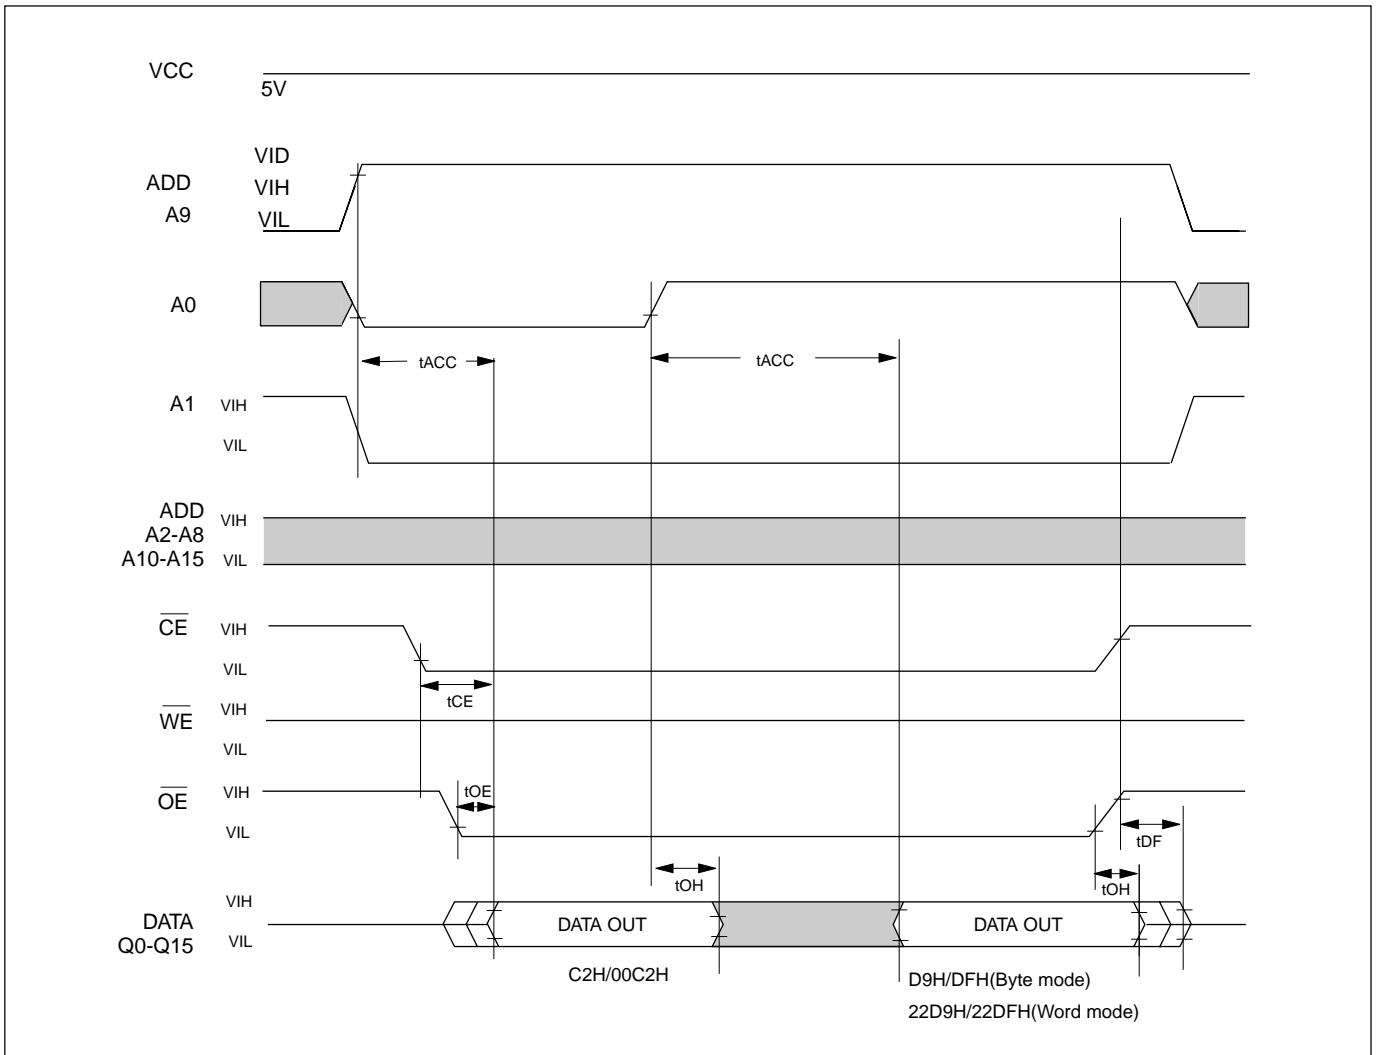 VCC
5V
VID
ADD
VIH
A9
VIL
A0
tACC
tACC
A1
VIH
VIL
ADD
VIH
A2-A8
A10-A15
VIL
CE
VIH
VIL
tCE
WE
VIH
VIL
OE
VIH
tOE
VIL
tDF
tOH
tOH
DATA
VIH
DATA OUT
DATA OUT
Q0-Q15
VIL
C2H/00C2H
D9H/DFH(Byte mode)
22D9H/22DFH(Word mode)